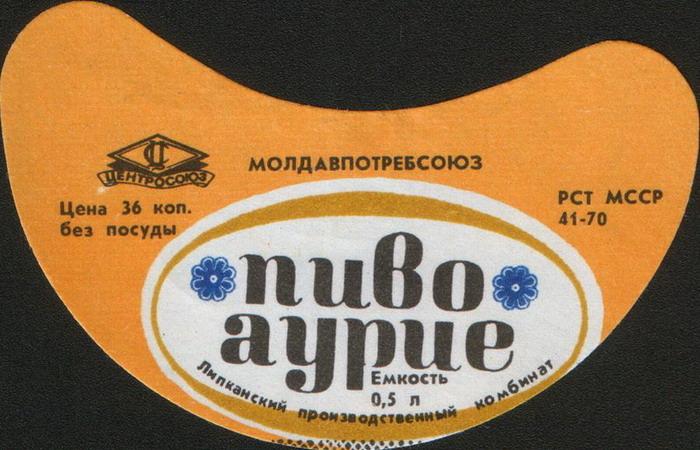 ЦЕНТРОСОЮЗ
МОЛДАВПОТРЕБСОЮЗ
Цена 36 коп.
без посуды
РСТ МССР
41-70
пиво
аурие
Емкость
0,5 л
Липканский производственный комбинат